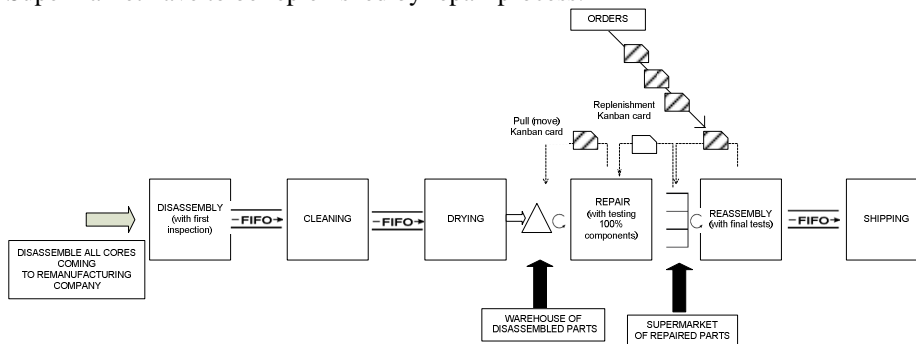 ORDERS
Replenishment
Kanban card
Pull (move)
Kanban card
DISASSEMBLY
(with first
inspection)
FIFO
CLEANING
FIFO
DRYING
REPAIR
(with testing
100%
components)
REASSEMBLY
(with final tests)
FIFO
SHIPPING
DISASSEMBLE ALL CORES
COMING
TO REMANUFACTURING
COMPANY
WAREHOUSE OF
DISASSEMBLED PARTS
SUPERMARKET
OF REPAIRED PARTS